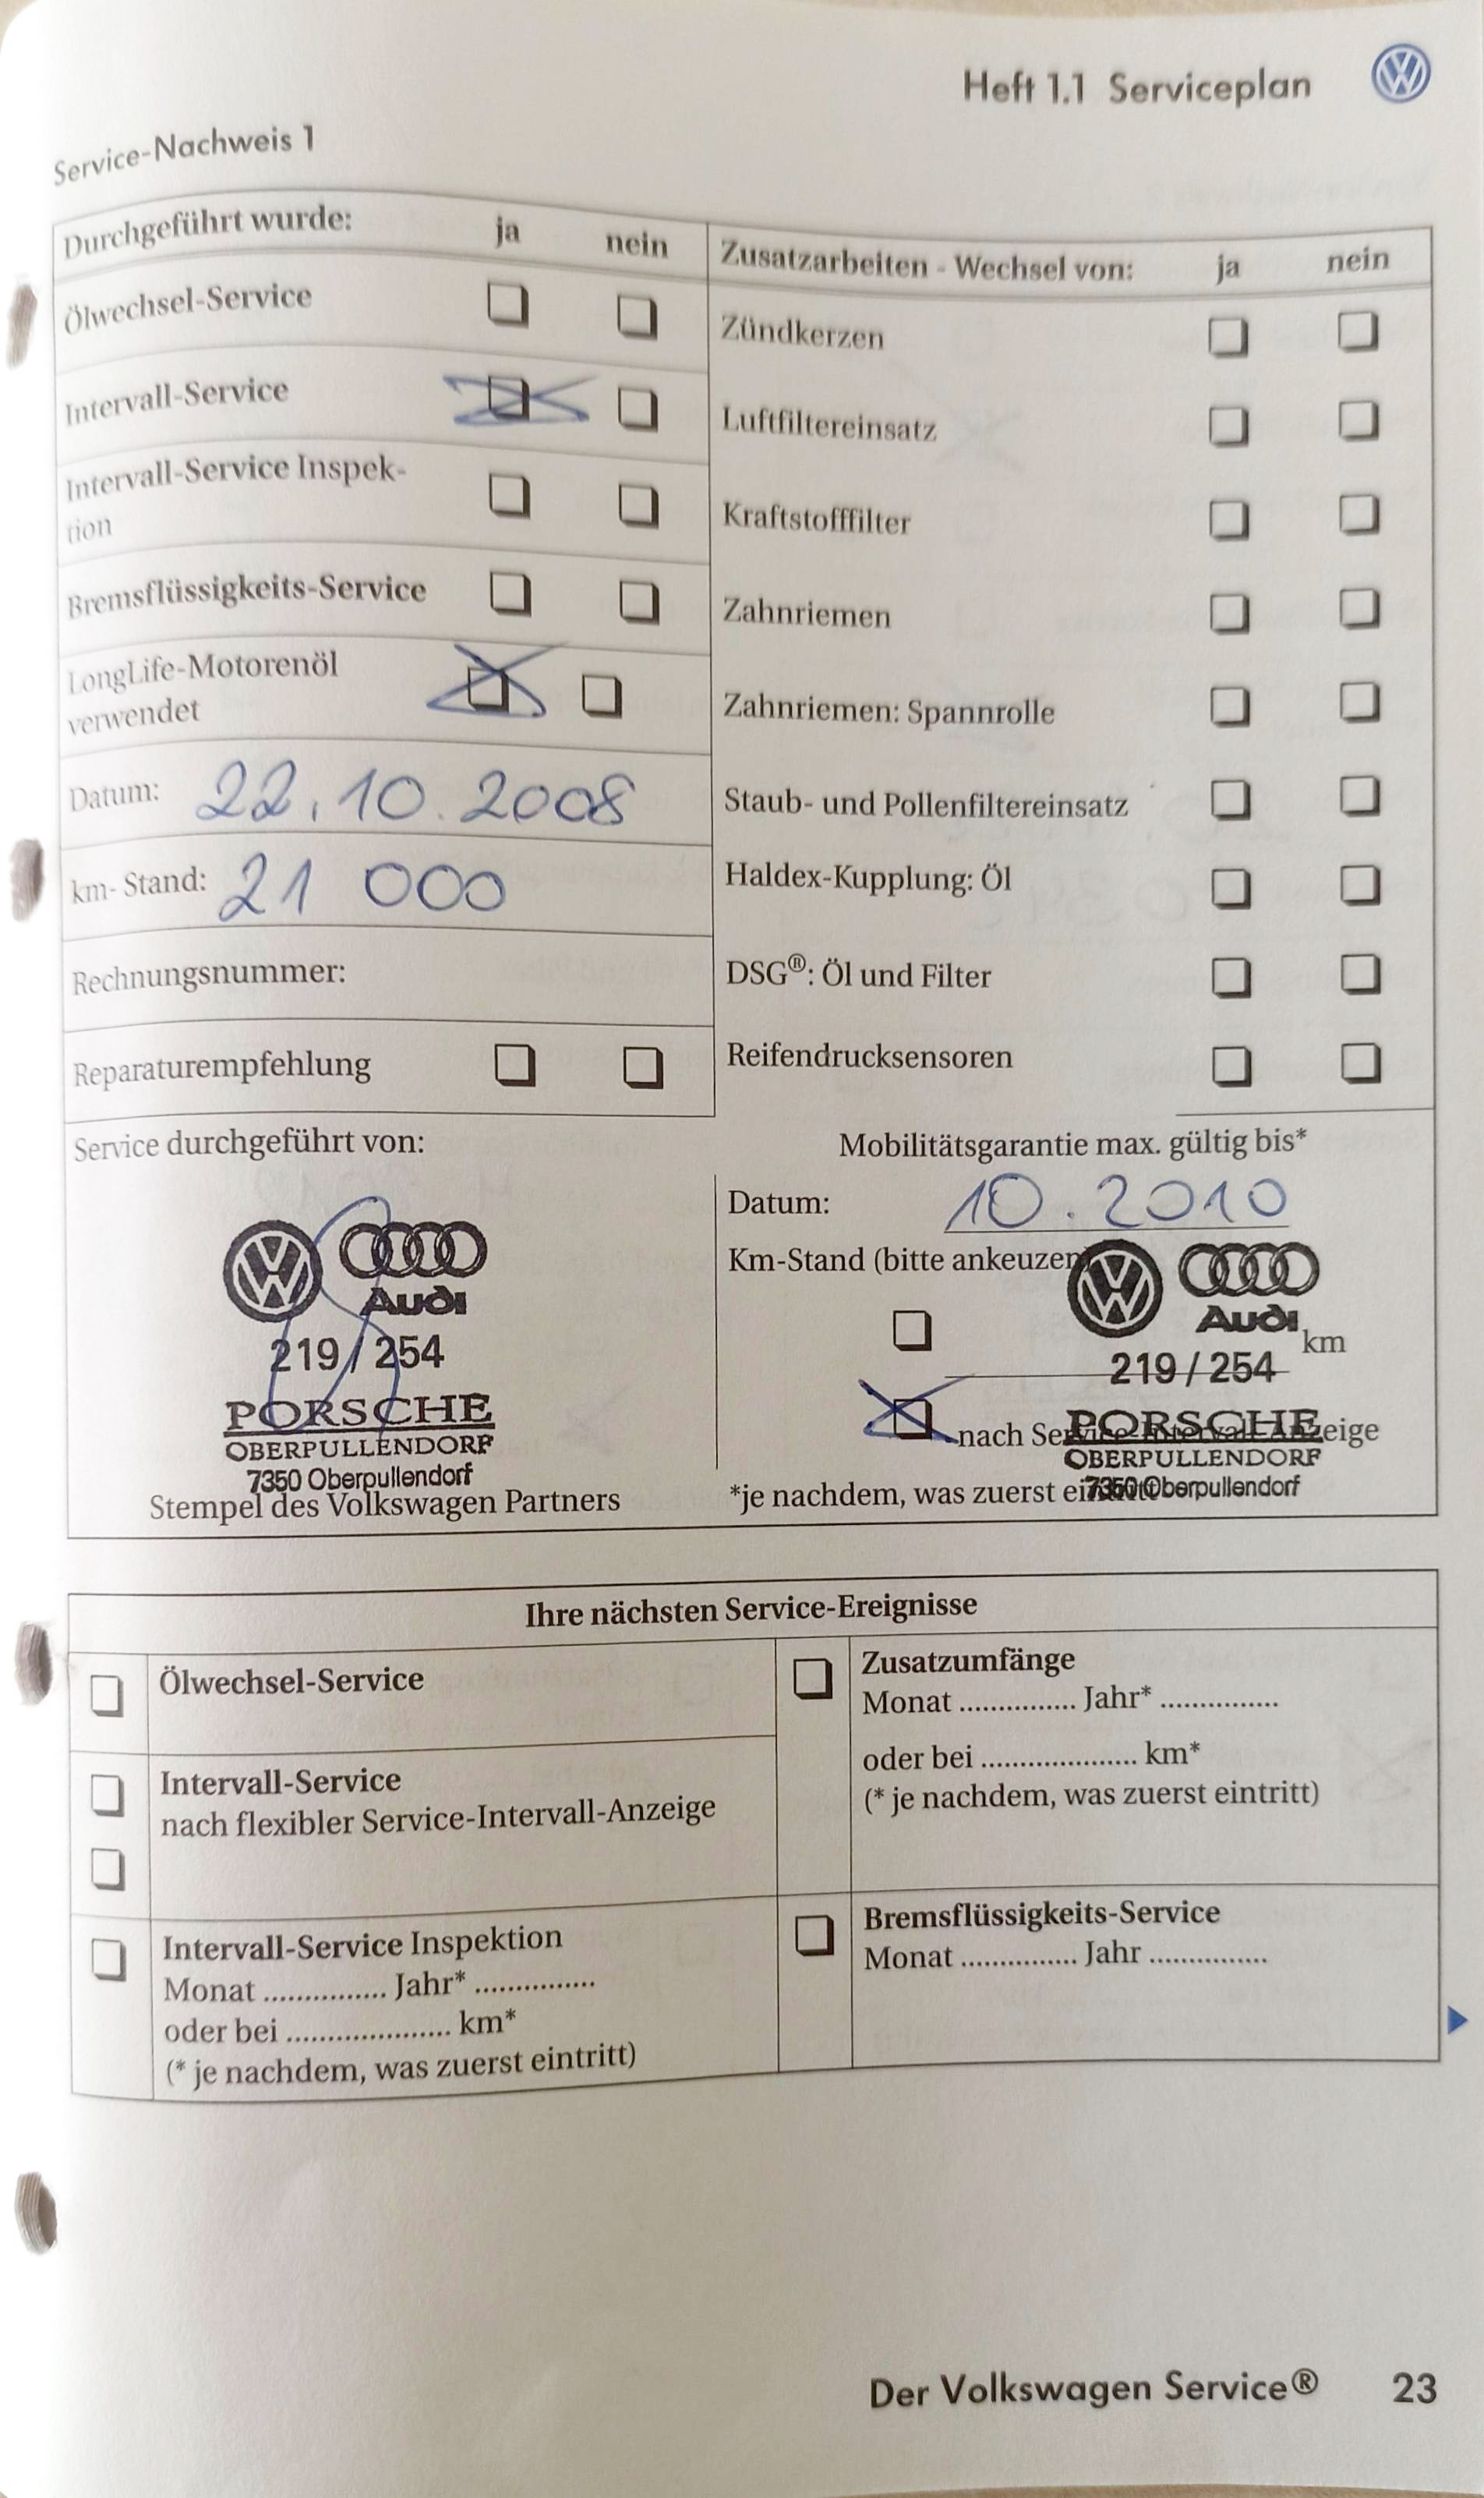 Heft 1.1 Serviceplan
Service-Nachweis 1
Durchgeführt wurde: ja nein
Ölwechsel-Service
Intervall-Service
Intervall-Service Inspek-
tion
Bremsflüssigkeits-Service
LongLife-Motorenöl
verwendet
Datum: 22.10.2008
km- Stand: 21 000
Rechnungsnummer:
Reparaturempfehlung
Zusatzarbeiten - Wechsel von: ja nein
Zündkerzen
Luftfiltereinsatz
Kraftstofffilter
Zahnriemen
Zahnriemen: Spannrolle
Staub- und Pollenfiltereinsatz
Haldex-Kupplung: Öl
DSG®: Öl und Filter
Reifendrucksensoren
Service durchgeführt von:
Audi
219 / 254
PORSCHE
OBERPULLENDORF
7350 Oberpullendorf
Stempel des Volkswagen Partners
Mobilitätsgarantie max. gültig bis*
Datum: 10.2010
Km-Stand (bitte ankeuzen)
Audi
km
219 / 254
PORSCHE
nach Service-Intervall-Anzeige
OBERPULLENDORF
7350 Oberpullendorf
*je nachdem, was zuerst eintritt
Ihre nächsten Service-Ereignisse
Ölwechsel-Service
Intervall-Service
nach flexibler Service-Intervall-Anzeige
Intervall-Service Inspektion
Monat ............... Jahr* ...............
oder bei .................... km*
(* je nachdem, was zuerst eintritt)
Zusatzumfänge
Monat ............... Jahr* ...............
oder bei ................... km*
(* je nachdem, was zuerst eintritt)
Bremsflüssigkeits-Service
Monat ............... Jahr ...............
Der Volkswagen Service® 23